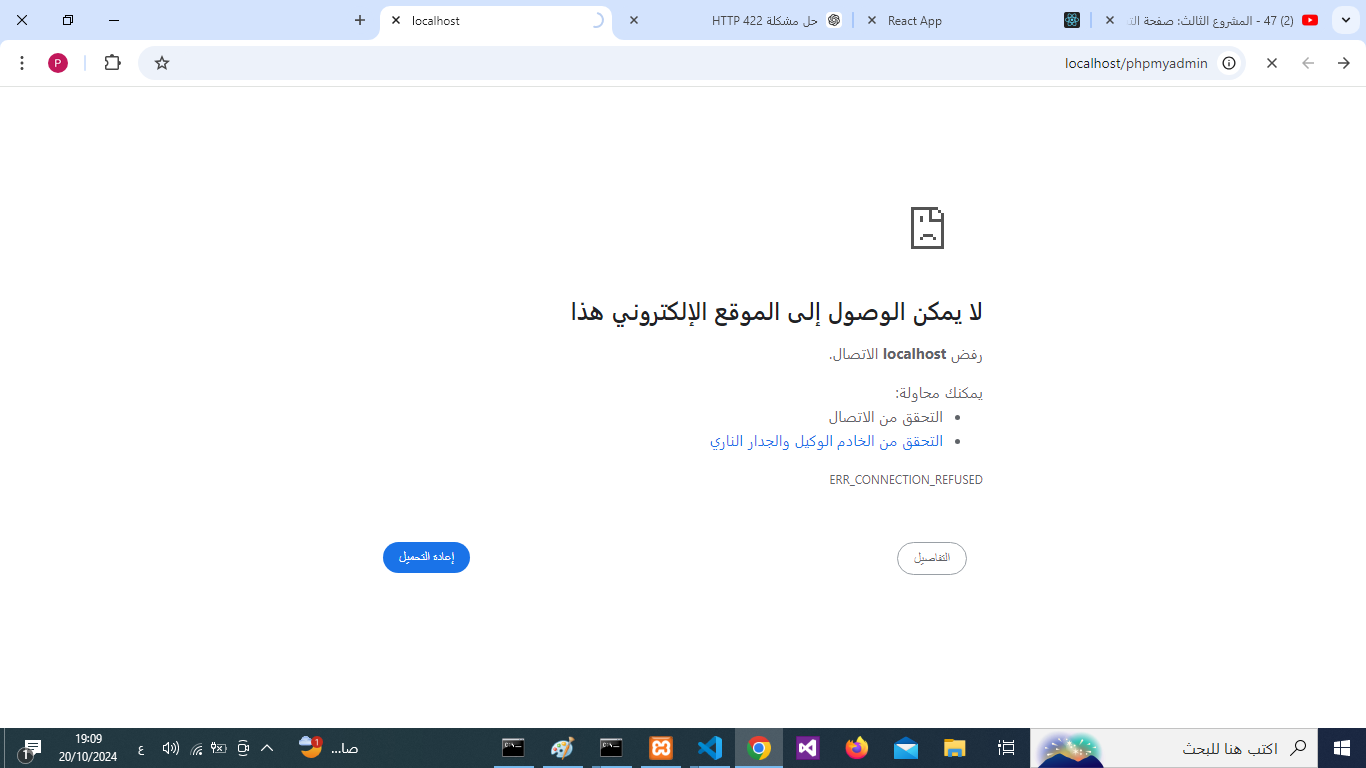 (2) 47 - المشروع الثالث: صفحة الت
React App
حل مشكلة HTTP 422
localhost
localhost/phpmyadmin
P
لا يمكن الوصول إلى الموقع الإلكتروني هذا
رفض localhost الاتصال.
يمكنك محاولة:
التحقق من الاتصال
التحقق من الخادم الوكيل والجدار الناري
ERR_CONNECTION_REFUSED
التفاصيل
إعادة التحميل
اكتب هنا للبحث
صا...
1
ع
19:09
20/10/2024
1